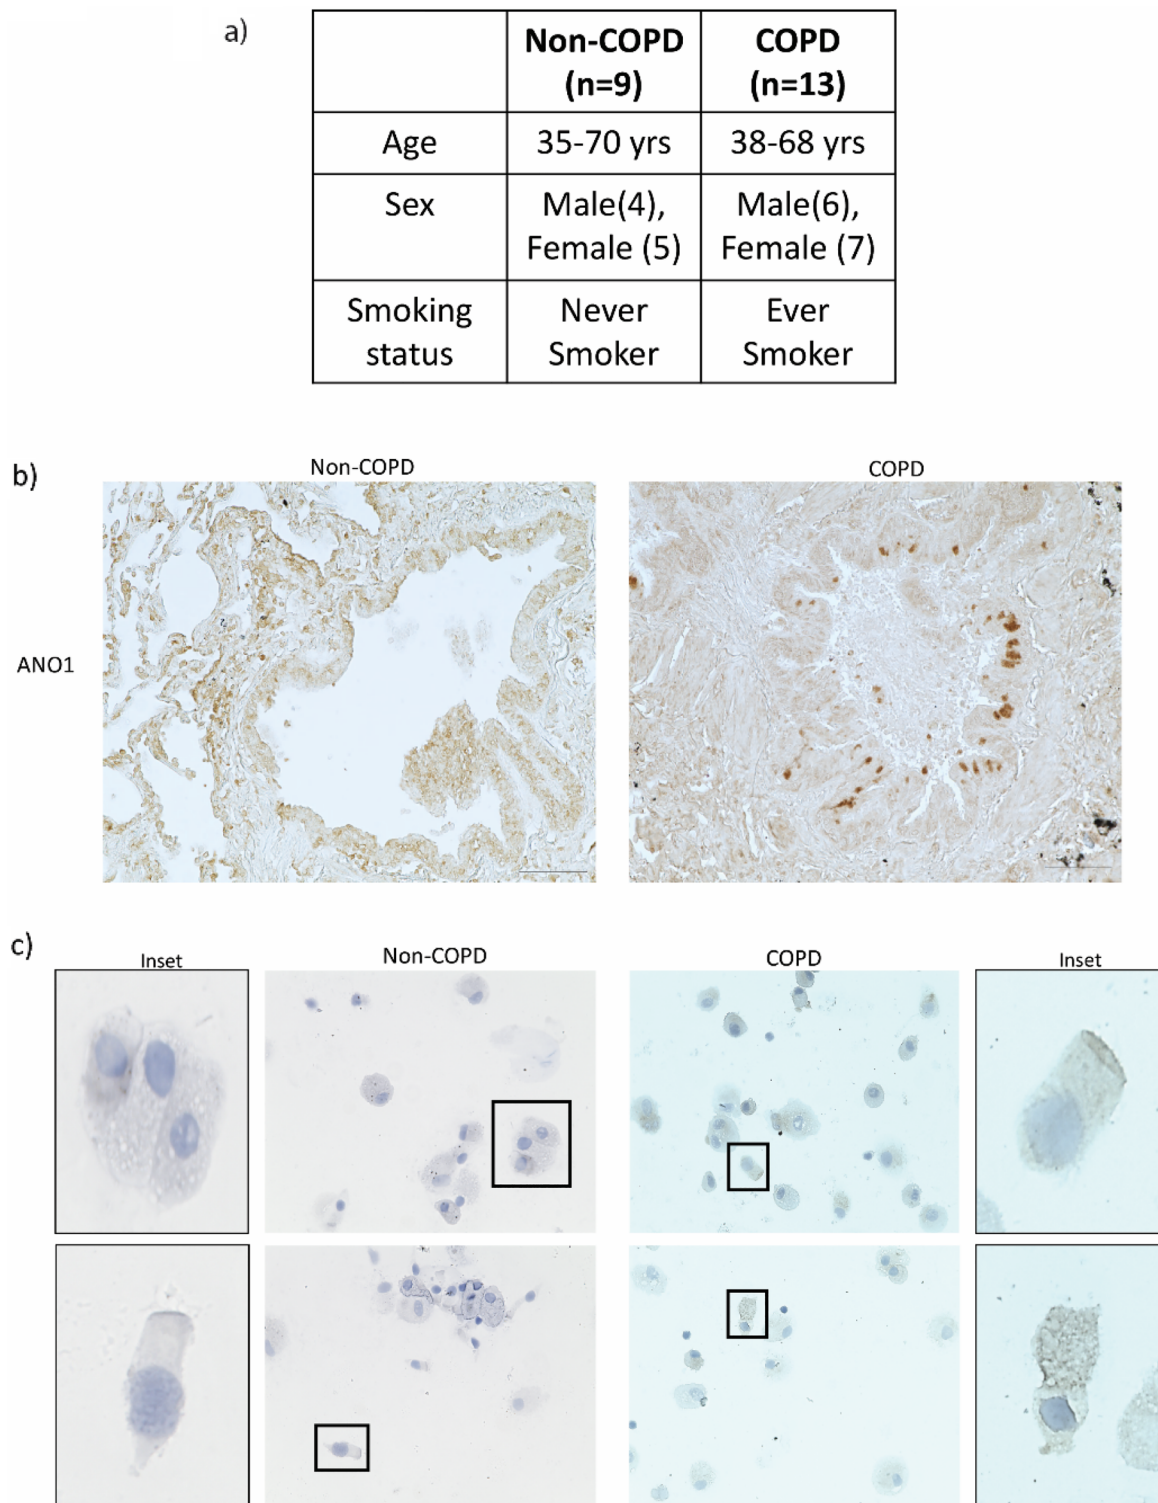 a)
Non-COPD COPD
(n=9) (n=13)
Age 35-70 yrs 38-68 yrs
Sex Male(4), Male(6),
Female (5) Female (7)
Smoking Never Ever
status Smoker Smoker
b)
Non-COPD COPD
ANO1
c)
Inset Non-COPD COPD Inset